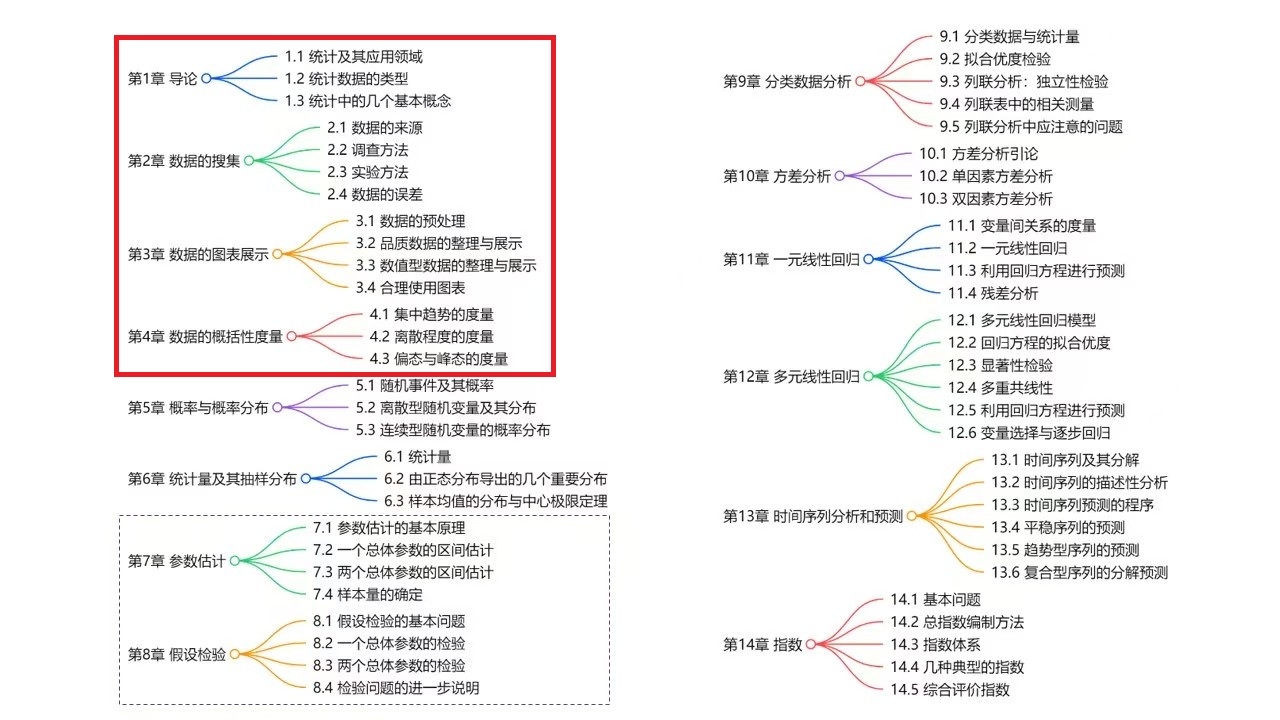 第1章 导论
1.1 统计及其应用领域
1.2 统计数据的类型
1.3 统计中的几个基本概念
第2章 数据的搜集
2.1 数据的来源
2.2 调查方法
2.3 实验方法
2.4 数据的误差
第3章 数据的图表展示
3.1 数据的预处理
3.2 品质数据的整理与展示
3.3 数值型数据的整理与展示
3.4 合理使用图表
第4章 数据的概括性度量
4.1 集中趋势的度量
4.2 离散程度的度量
4.3 偏态与峰态的度量
第5章 概率与概率分布
5.1 随机事件及其概率
5.2 离散型随机变量及其分布
5.3 连续型随机变量的概率分布
第6章 统计量及其抽样分布
6.1 统计量
6.2 由正态分布导出的几个重要分布
6.3 样本均值的分布与中心极限定理
第7章 参数估计
7.1 参数估计的基本原理
7.2 一个总体参数的区间估计
7.3 两个总体参数的区间估计
7.4 样本量的确定
第8章 假设检验
8.1 假设检验的基本问题
8.2 一个总体参数的检验
8.3 两个总体参数的检验
8.4 检验问题的进一步说明
第9章 分类数据分析
9.1 分类数据与统计量
9.2 拟合优度检验
9.3 列联分析：独立性检验
9.4 列联表中的相关测量
9.5 列联分析中应注意的问题
第10章 方差分析
10.1 方差分析引论
10.2 单因素方差分析
10.3 双因素方差分析
第11章 一元线性回归
11.1 变量间关系的度量
11.2 一元线性回归
11.3 利用回归方程进行预测
11.4 残差分析
第12章 多元线性回归
12.1 多元线性回归模型
12.2 回归方程的拟合优度
12.3 显著性检验
12.4 多重共线性
12.5 利用回归方程进行预测
12.6 变量选择与逐步回归
第13章 时间序列分析和预测
13.1 时间序列及其分解
13.2 时间序列的描述性分析
13.3 时间序列预测的程序
13.4 平稳序列的预测
13.5 趋势型序列的预测
13.6 复合型序列的分解预测
第14章 指数
14.1 基本问题
14.2 总指数编制方法
14.3 指数体系
14.4 几种典型的指数
14.5 综合评价指数